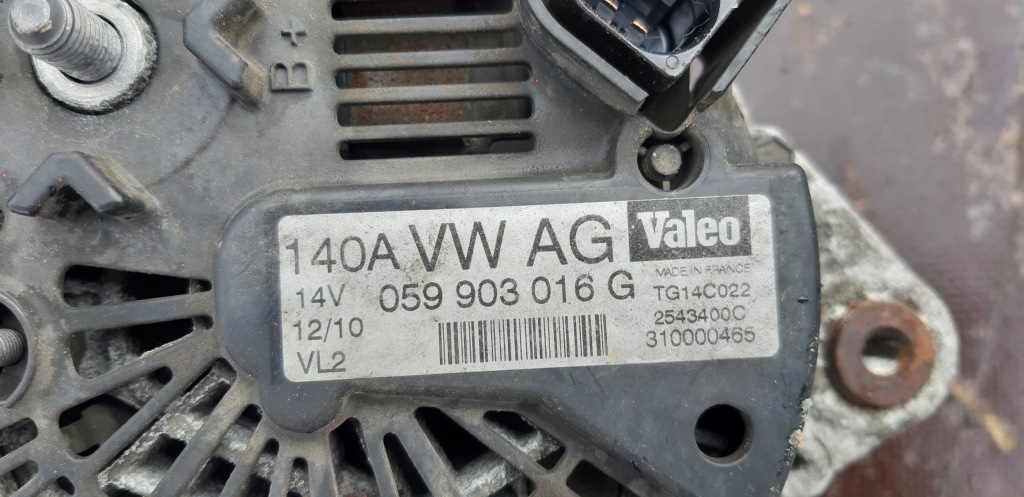 B+
140A VW AG Valeo
MADE IN FRANCE
14V 059 903 016 G TG14C022
12/10 2543400C
VL2 310000465